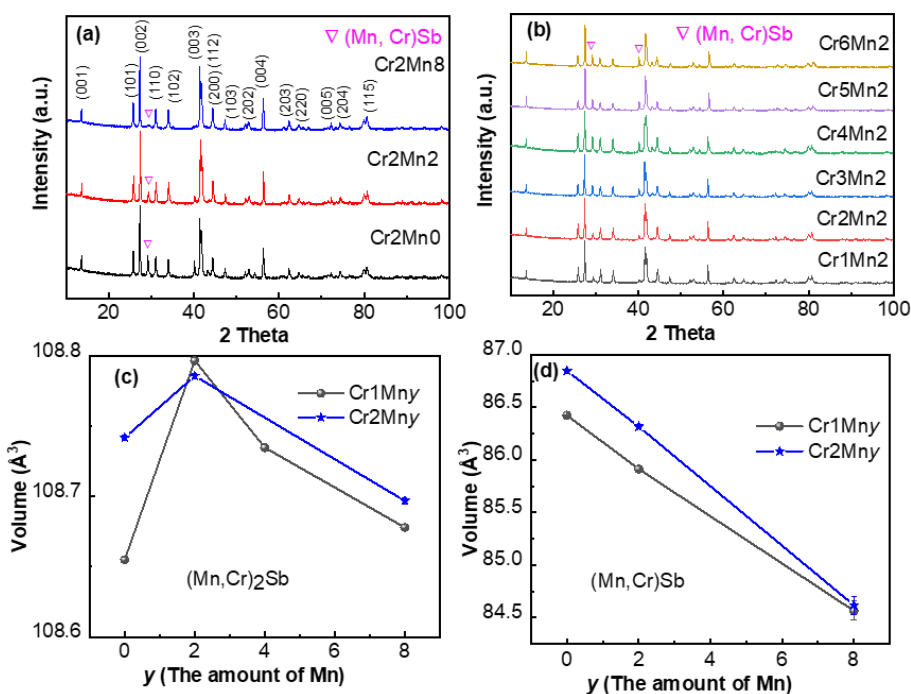 (a)
▽ (Mn, Cr)Sb
(001)
(101)
(002)
(110)
(102)
(003)
(200)
(112)
(103)
(202)
(004)
(203)
(220)
(005)
(204)
(115)
Cr2Mn8
Cr2Mn2
Cr2Mn0
Intensity (a.u.)
10 20 40 60 80 100
2 Theta
(b)
▽ (Mn, Cr)Sb
Cr6Mn2
Cr5Mn2
Cr4Mn2
Cr3Mn2
Cr2Mn2
Cr1Mn2
Intensity (a.u.)
20 40 60 80 100
2 Theta
(c)
Cr1Mny
Cr2Mny
108.8
108.7
108.6
Volume (Å³)
(Mn,Cr)₂Sb
0 2 4 6 8
y (The amount of Mn)
(d)
Cr1Mny
Cr2Mny
87.0
86.5
86.0
85.5
85.0
84.5
Volume (Å³)
(Mn,Cr)Sb
0 2 4 6 8
y (The amount of Mn)